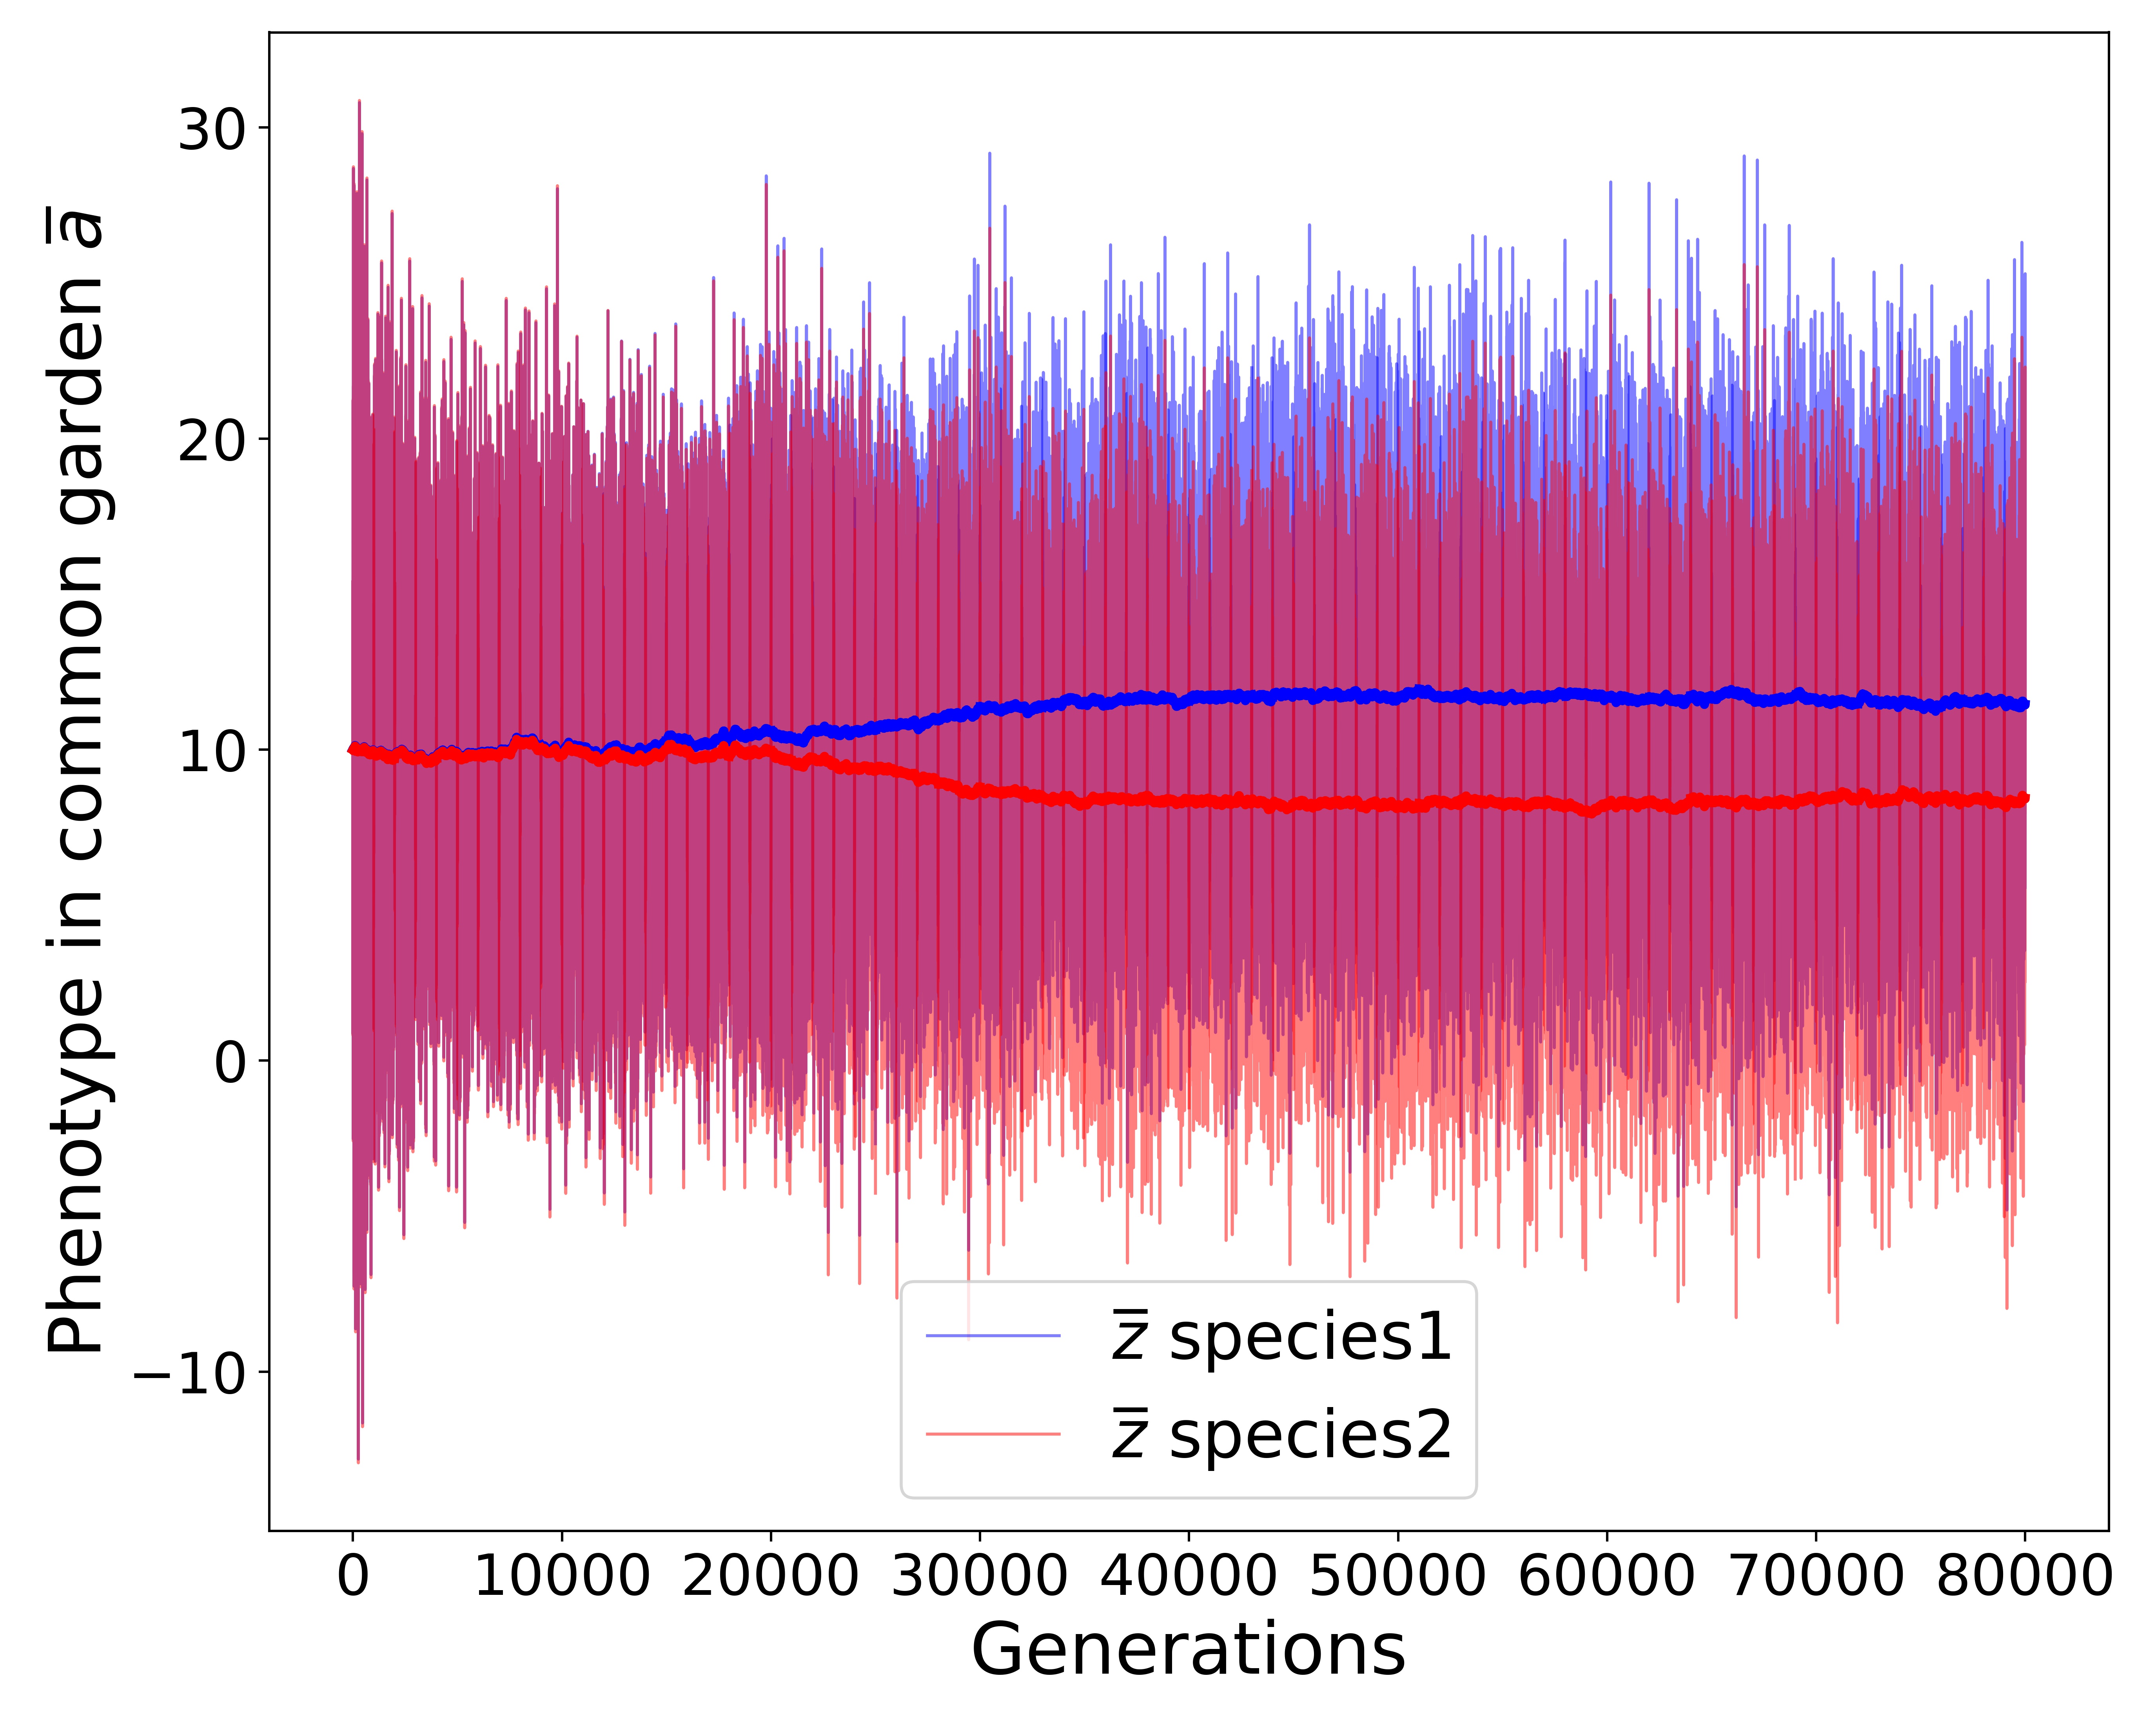 Phenotype in common garden a̅
30
20
10
0
−10
z̅ species1
z̅ species2
0 10000 20000 30000 40000 50000 60000 70000 80000
Generations